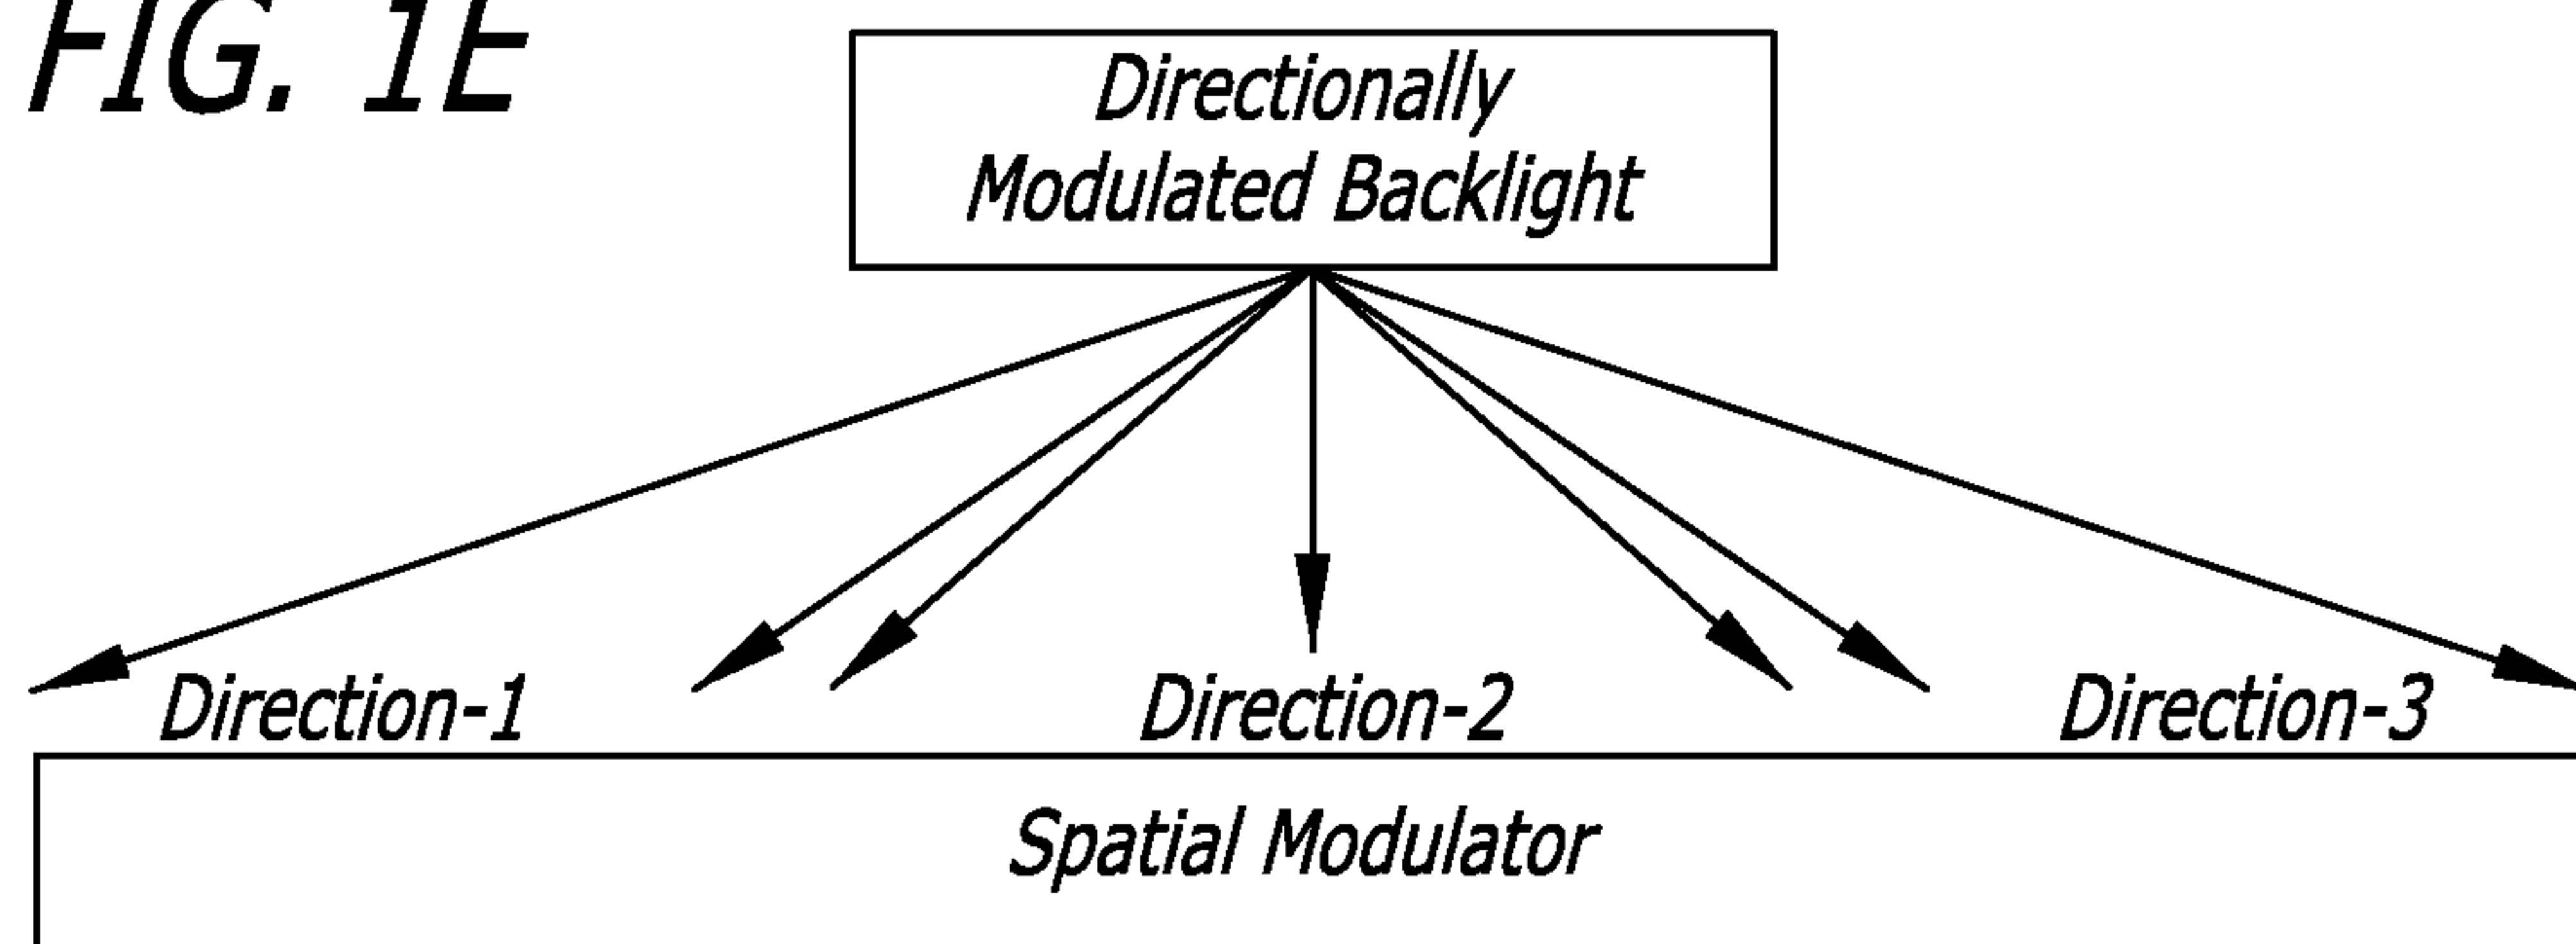 FIG. 1E
Directionally
Modulated Backlight
Direction-1
Direction-2
Direction-3
Spatial Modulator